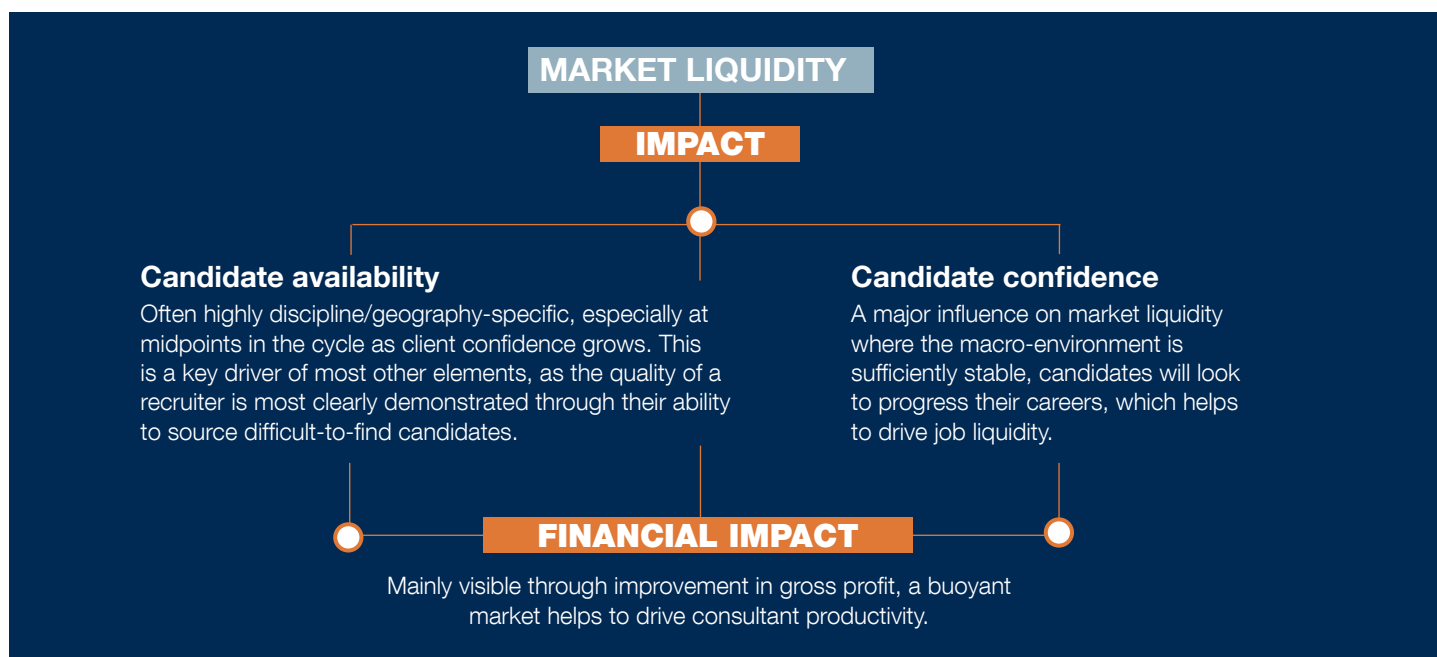 MARKET LIQUIDITY
IMPACT
Candidate availability
Often highly discipline/geography-specific, especially at
midpoints in the cycle as client confidence grows. This
is a key driver of most other elements, as the quality of a
recruiter is most clearly demonstrated through their ability
to source difficult-to-find candidates.
Candidate confidence
A major influence on market liquidity
where the macro-environment is
sufficiently stable, candidates will look
to progress their careers, which helps
to drive job liquidity.
FINANCIAL IMPACT
Mainly visible through improvement in gross profit, a buoyant
market helps to drive consultant productivity.